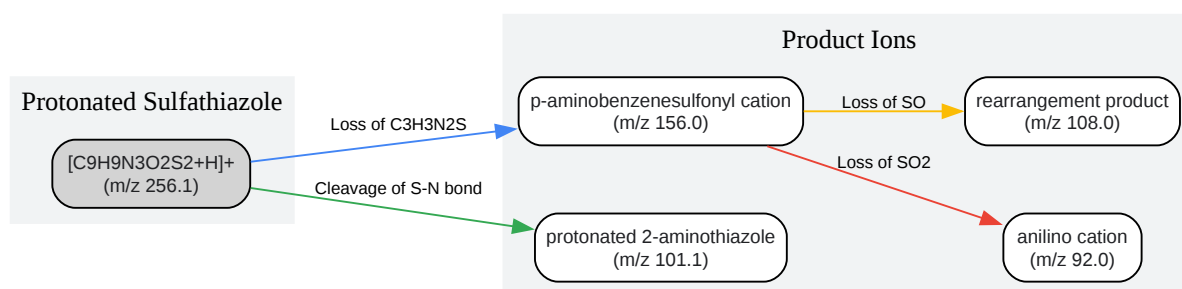 Protonated Sulfathiazole
[C9H9N3O2S2+H]+
(m/z 256.1)
Loss of C3H3N2S
Cleavage of S-N bond
Product Ions
p-aminobenzenesulfonyl cation
(m/z 156.0)
Loss of SO
rearrangement product
(m/z 108.0)
Loss of SO2
protonated 2-aminothiazole
(m/z 101.1)
anilino cation
(m/z 92.0)